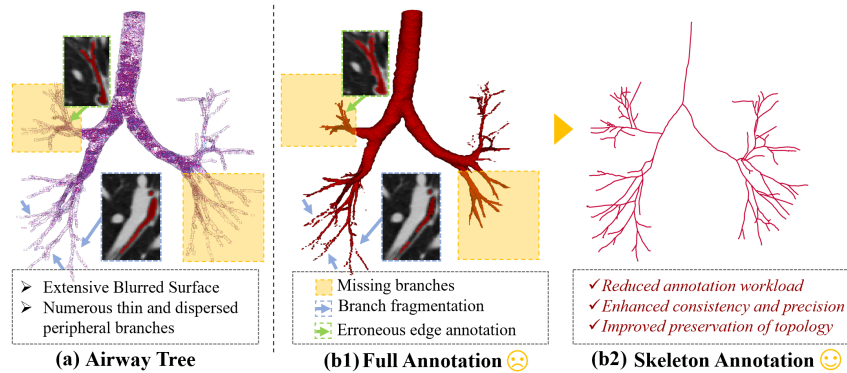 ➢ Extensive Blurred Surface
➢ Numerous thin and dispersed
peripheral branches
(a) Airway Tree
Missing branches
Branch fragmentation
Erroneous edge annotation
(b1) Full Annotation
✓Reduced annotation workload
✓Enhanced consistency and precision
✓Improved preservation of topology
(b2) Skeleton Annotation